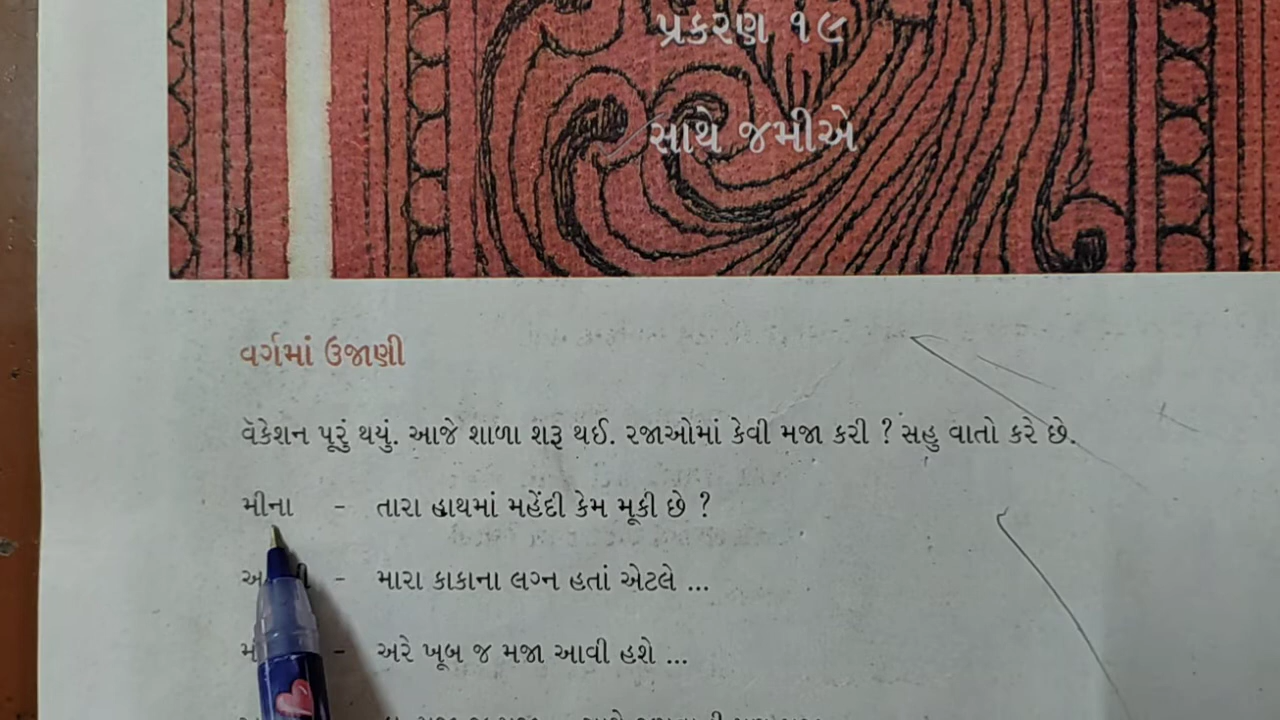 પ્રકરણ ૧૯
સાથે જમીએ
વર્ગમાં ઉજાણી
વૅકેશન પૂરું થયું. આજે શાળા શરૂ થઈ. રજાઓમાં કેવી મજા કરી ? સહુ વાતો કરે છે.
મીના - તારા હાથમાં મહેંદી કેમ મૂકી છે ?
- મારા કાકાના લગ્ન હતાં એટલે ...
- અરે ખૂબ જ મજા આવી હશે ...